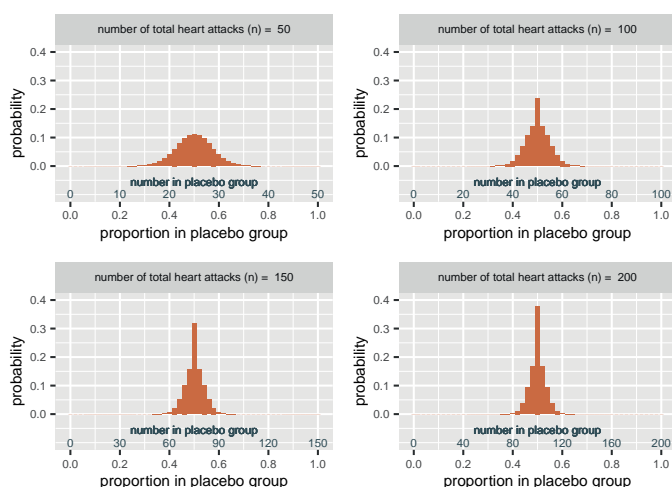 number of total heart attacks (n) =  50
0.4
0.3
0.2
0.1
0.0
probability
number in placebo group
0 10 20 30 40 50
0.0 0.2 0.4 0.6 0.8 1.0
proportion in placebo group
number of total heart attacks (n) =  100
0.4
0.3
0.2
0.1
0.0
probability
number in placebo group
0 20 40 60 80 100
0.0 0.2 0.4 0.6 0.8 1.0
proportion in placebo group
number of total heart attacks (n) =  150
0.4
0.3
0.2
0.1
0.0
probability
number in placebo group
0 30 60 90 120 150
0.0 0.2 0.4 0.6 0.8 1.0
proportion in placebo group
number of total heart attacks (n) =  200
0.4
0.3
0.2
0.1
0.0
probability
number in placebo group
0 40 80 120 160 200
0.0 0.2 0.4 0.6 0.8 1.0
proportion in placebo group